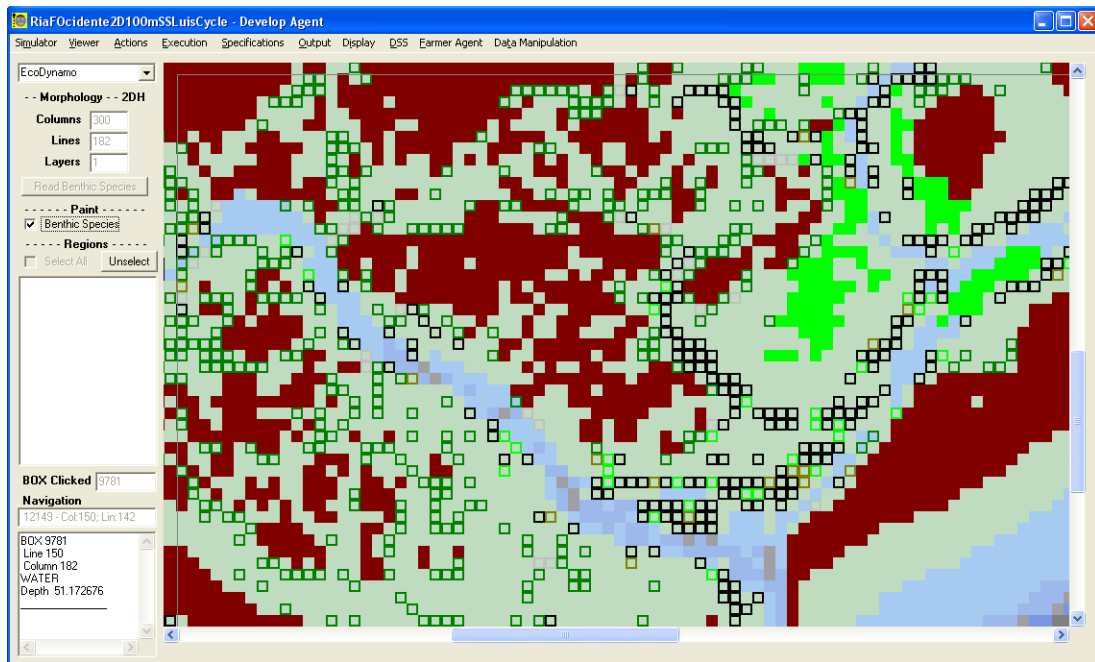 RiaFOcidente2D100mSSLuisCycle - Develop Agent
Simulator Viewer Actions Execution Specifications Output Display DSS Farmer Agent Data Manipulation
EcoDynamo
- - Morphology - - 2DH
Columns 300
Lines 182
Layers 1
Read Benthic Species
- - - - - - Paint - - - - - -
Benthic Species
- - - - - Regions - - - - -
Select All Unselect
BOX Clicked 9781
Navigation
12149 - Col:150; Lin:142
BOX 9781
Line 150
Column 182
WATER
Depth 51.172676